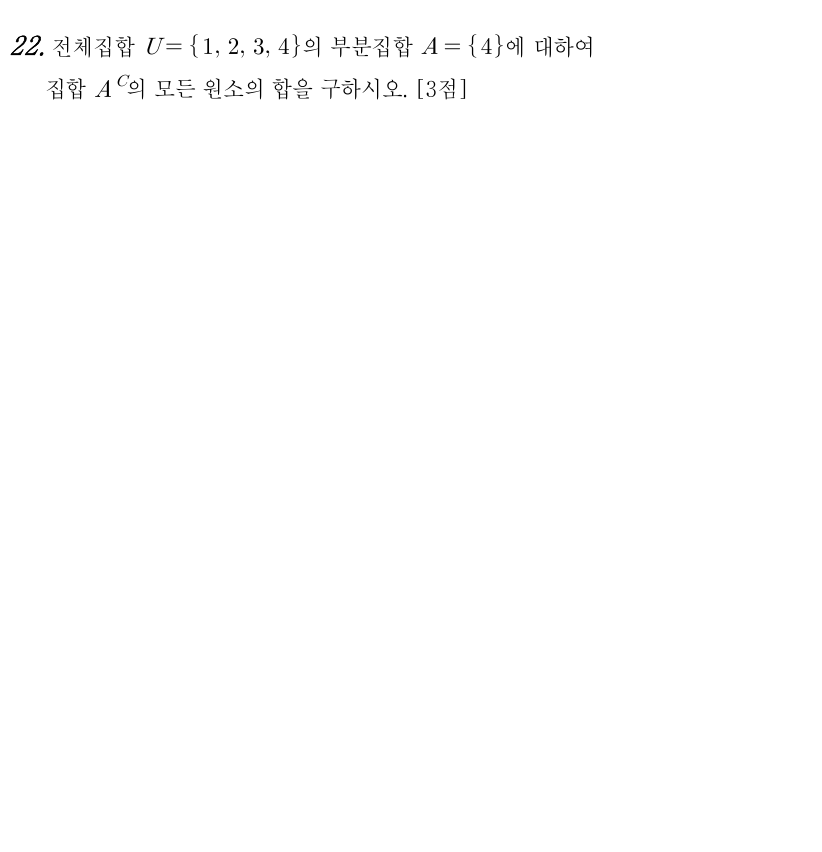 22. 전체집합 U={1, 2, 3, 4}의 부분집합 A={4}에 대하여
집합 A^C의 모든 원소의 합을 구하시오. [3점]